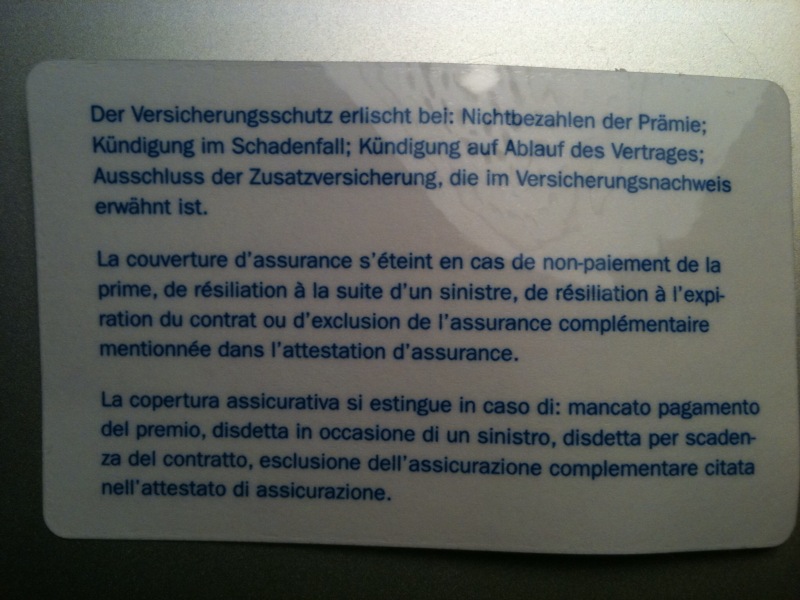 Der Versicherungsschutz erlischt bei: Nichtbezahlen der Prämie;
Kündigung im Schadenfall; Kündigung auf Ablauf des Vertrages;
Ausschluss der Zusatzversicherung, die im Versicherungsnachweis
erwähnt ist.
La couverture d'assurance s'éteint en cas de non-paiement de la
prime, de résiliation à la suite d'un sinistre, de résiliation à l'expi-
ration du contrat ou d'exclusion de l'assurance complémentaire
mentionnée dans l'attestation d'assurance.
La copertura assicurativa si estingue in caso di: mancato pagamento
del premio, disdetta in occasione di un sinistro, disdetta per scaden-
za del contratto, esclusione dell'assicurazione complementare citata
nell'attestato di assicurazione.